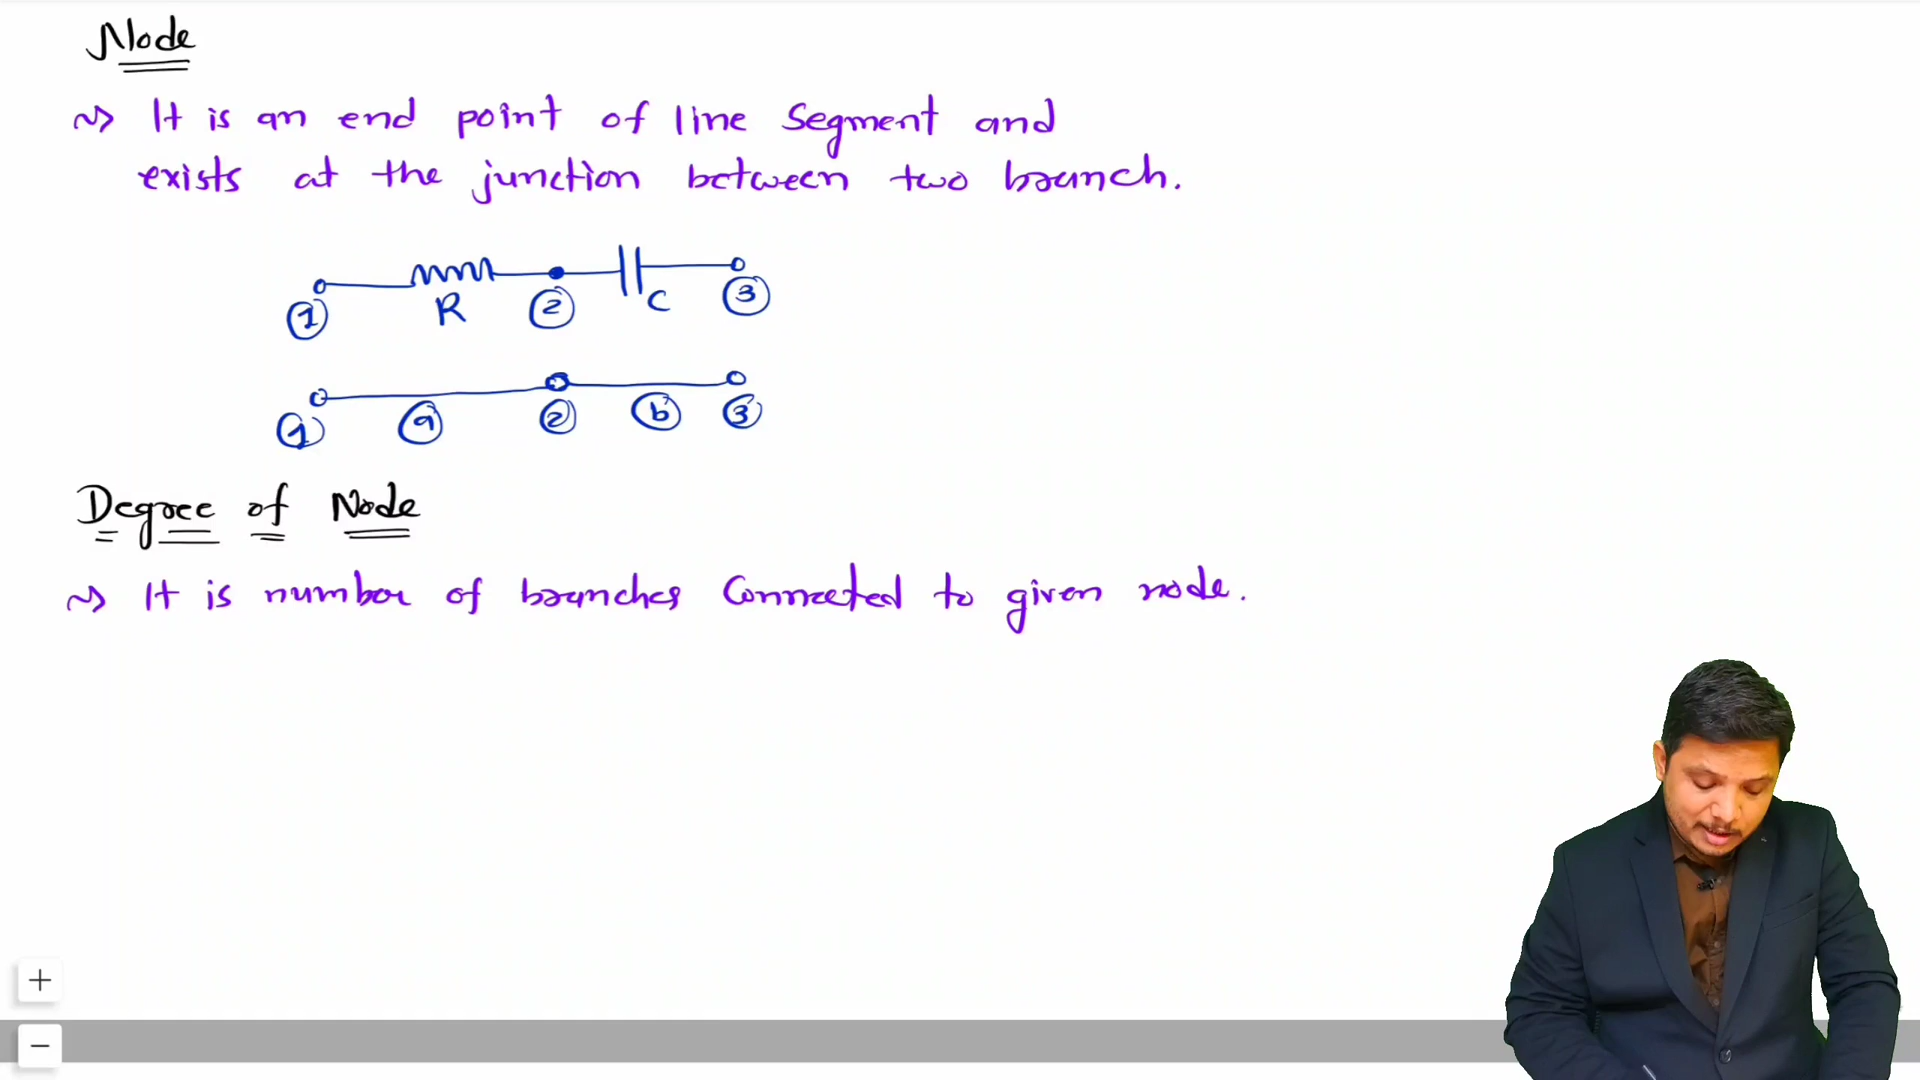 Node
~> It is an end point of line segment and
exists at the junction between two branch.
R C
1 2 3
1 a 2 b 3
Degree of Node
~> It is number of branches connected to given node.
+
−